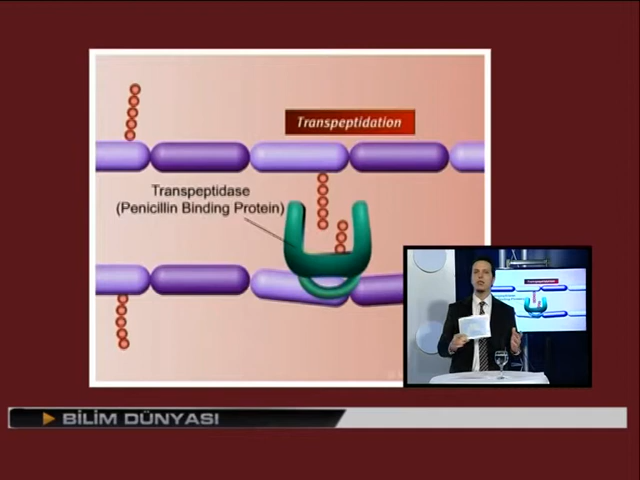 Transpeptidation
Transpeptidase
(Penicillin Binding Protein)
BİLİM DÜNYASI